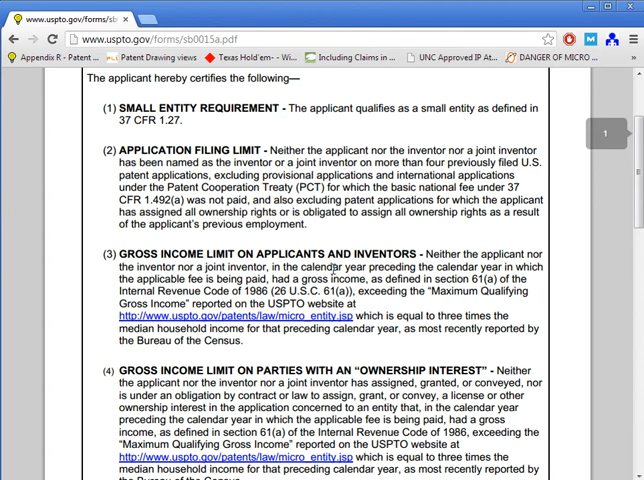 www.uspto.gov/forms/sb
www.uspto.gov/forms/sb0015a.pdf
Appendix R - Patent
Patent Drawing Views
Texas Hold'em- - Wi...
Including Claims in ...
UNC Approved IP At...
DANGER OF MICRO ...
1
The applicant hereby certifies the following—
(1) SMALL ENTITY REQUIREMENT - The applicant qualifies as a small entity as defined in
37 CFR 1.27.
(2) APPLICATION FILING LIMIT - Neither the applicant nor the inventor nor a joint inventor
has been named as the inventor or a joint inventor on more than four previously filed U.S.
patent applications, excluding provisional applications and international applications
under the Patent Cooperation Treaty (PCT) for which the basic national fee under 37
CFR 1.492(a) was not paid, and also excluding patent applications for which the applicant
has assigned all ownership rights or is obligated to assign all ownership rights as a result
of the applicant's previous employment.
(3) GROSS INCOME LIMIT ON APPLICANTS AND INVENTORS - Neither the applicant nor
the inventor nor a joint inventor, in the calendar year preceding the calendar year in which
the applicable fee is being paid, had a gross income, as defined in section 61(a) of the
Internal Revenue Code of 1986 (26 U.S.C. 61(a)), exceeding the "Maximum Qualifying
Gross Income" reported on the USPTO website at
http://www.uspto.gov/patents/law/micro_entity.jsp which is equal to three times the
median household income for that preceding calendar year, as most recently reported by
the Bureau of the Census.
(4) GROSS INCOME LIMIT ON PARTIES WITH AN "OWNERSHIP INTEREST" - Neither
the applicant nor the inventor nor a joint inventor has assigned, granted, or conveyed, nor
is under an obligation by contract or law to assign, grant, or convey, a license or other
ownership interest in the application concerned to an entity that, in the calendar year
preceding the calendar year in which the applicable fee is being paid, had a gross
income, as defined in section 61(a) of the Internal Revenue Code of 1986, exceeding the
"Maximum Qualifying Gross Income" reported on the USPTO website at
http://www.uspto.gov/patents/law/micro_entity.jsp which is equal to three times the
median household income for that preceding calendar year, as most recently reported by